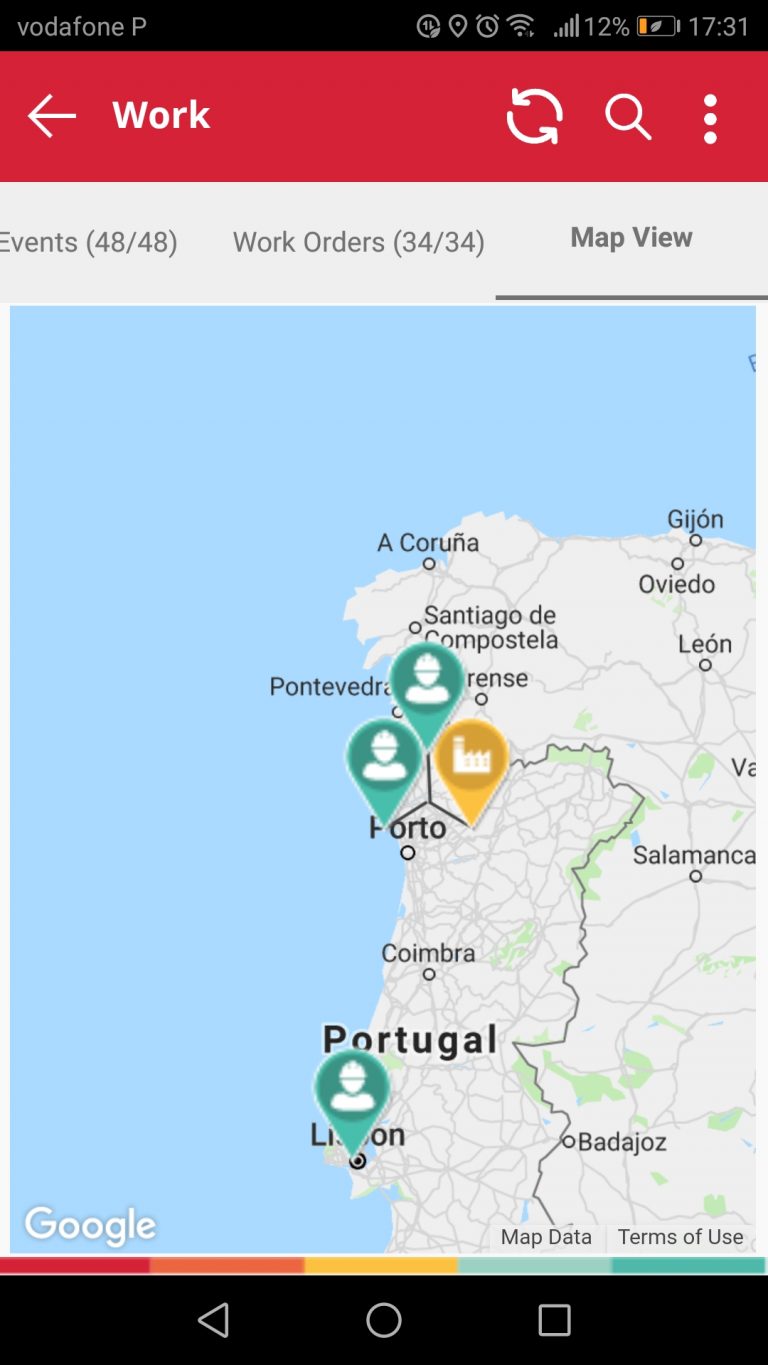 vodafone P
12%
17:31
Work
Events (48/48)
Work Orders (34/34)
Map View
Gijón
A Coruña
Oviedo
Santiago de
Compostela
León
Pontevedra
rense
Va
Porto
Salamanca
Coimbra
Portugal
Lisbon
Badajoz
Google
Map Data
Terms of Use